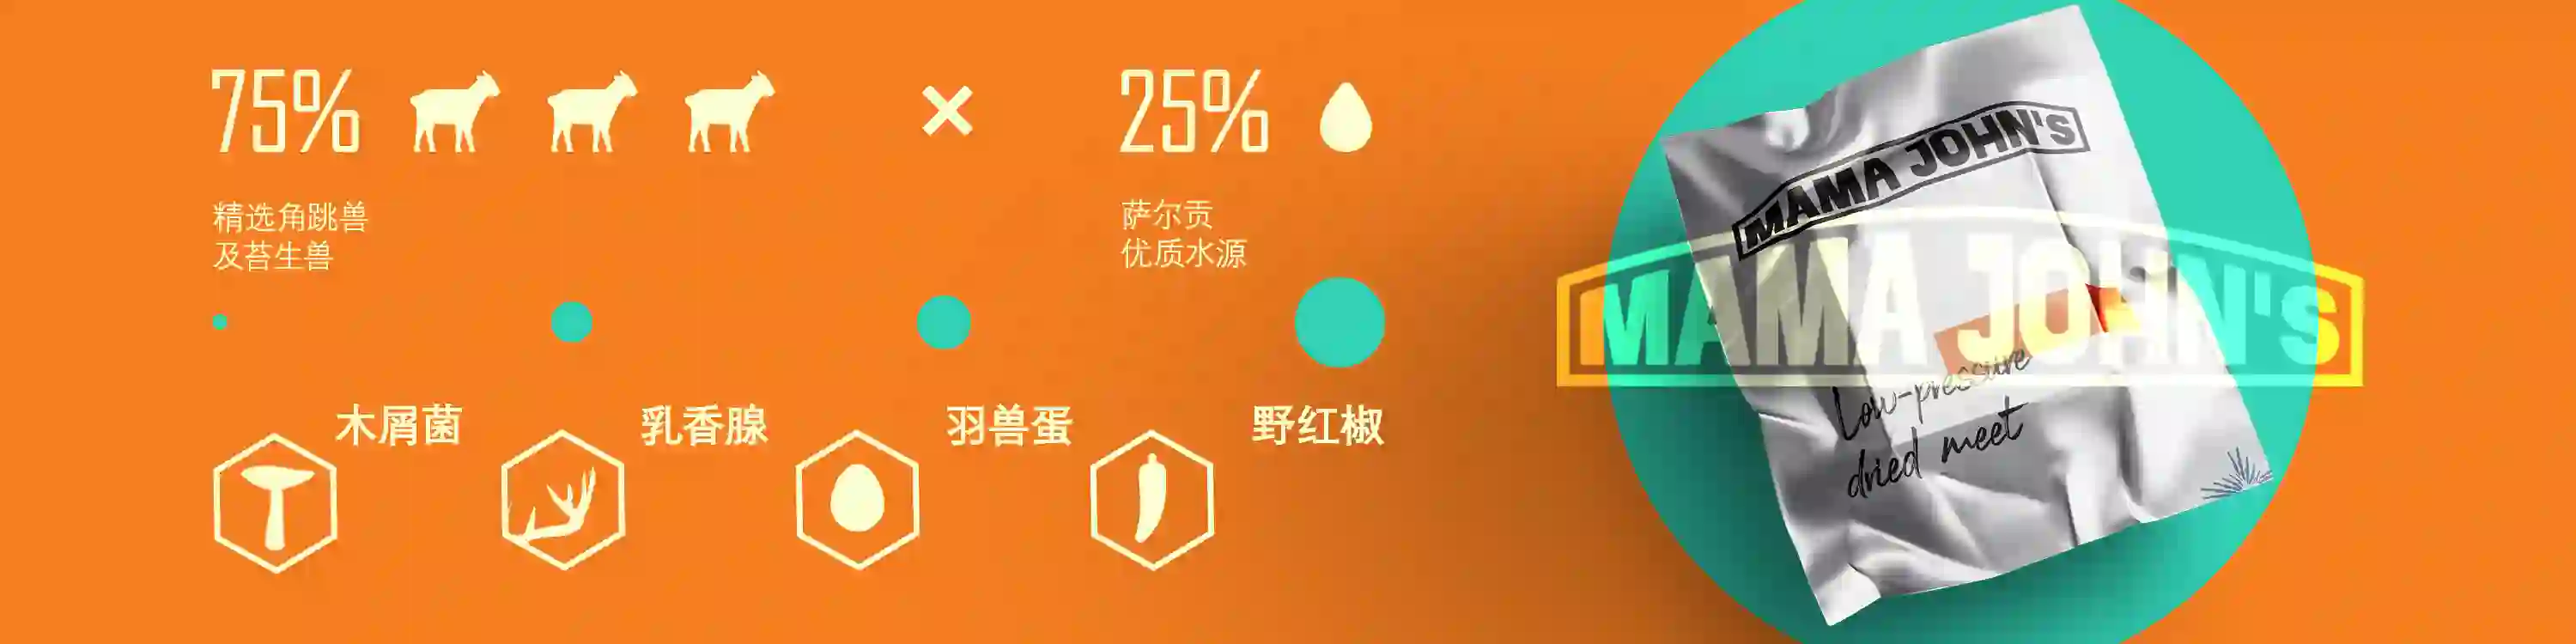 75%
25%
精选角跳兽
及苔生兽
萨尔贡
优质水源
木屑菌
乳香腺
羽兽蛋
野红椒
MAMA JOHN'S
MAMA JOHN'S
Low-pressure
dried meet